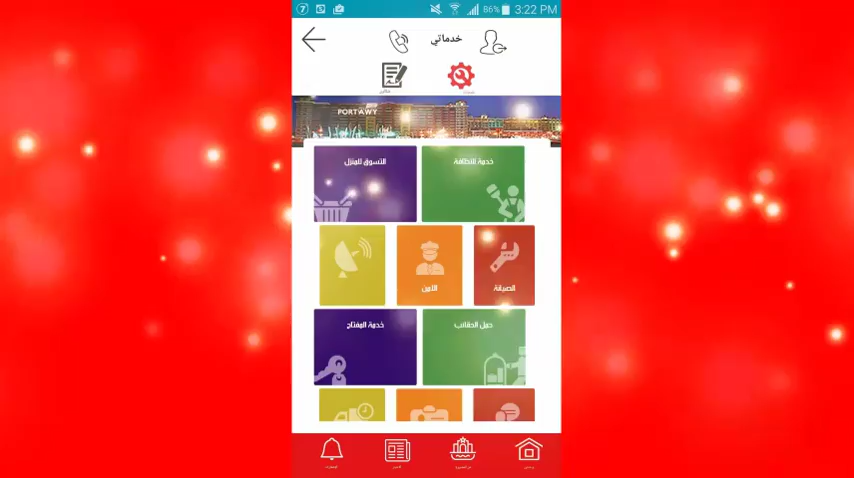 86% 3:22 PM
خدماتي
PORTAWY
خدمة النظافة
التسوق للمنزل
الصيانة
الأمن
حمل الحقائب
خدمة المفتاح